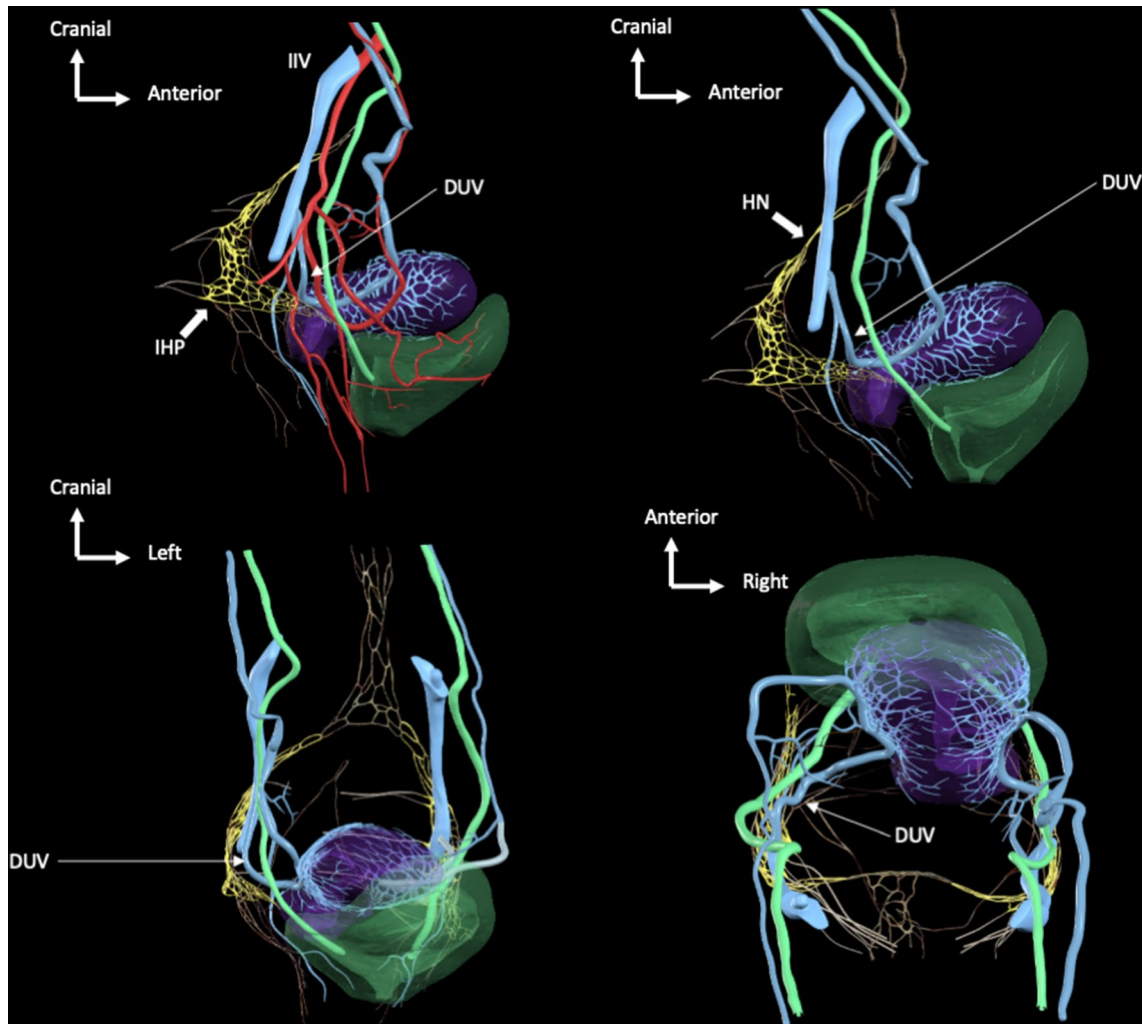 Cranial
Anterior
IIV
DUV
IHP
Cranial
Anterior
HN
DUV
Cranial
Left
DUV
Anterior
Right
DUV